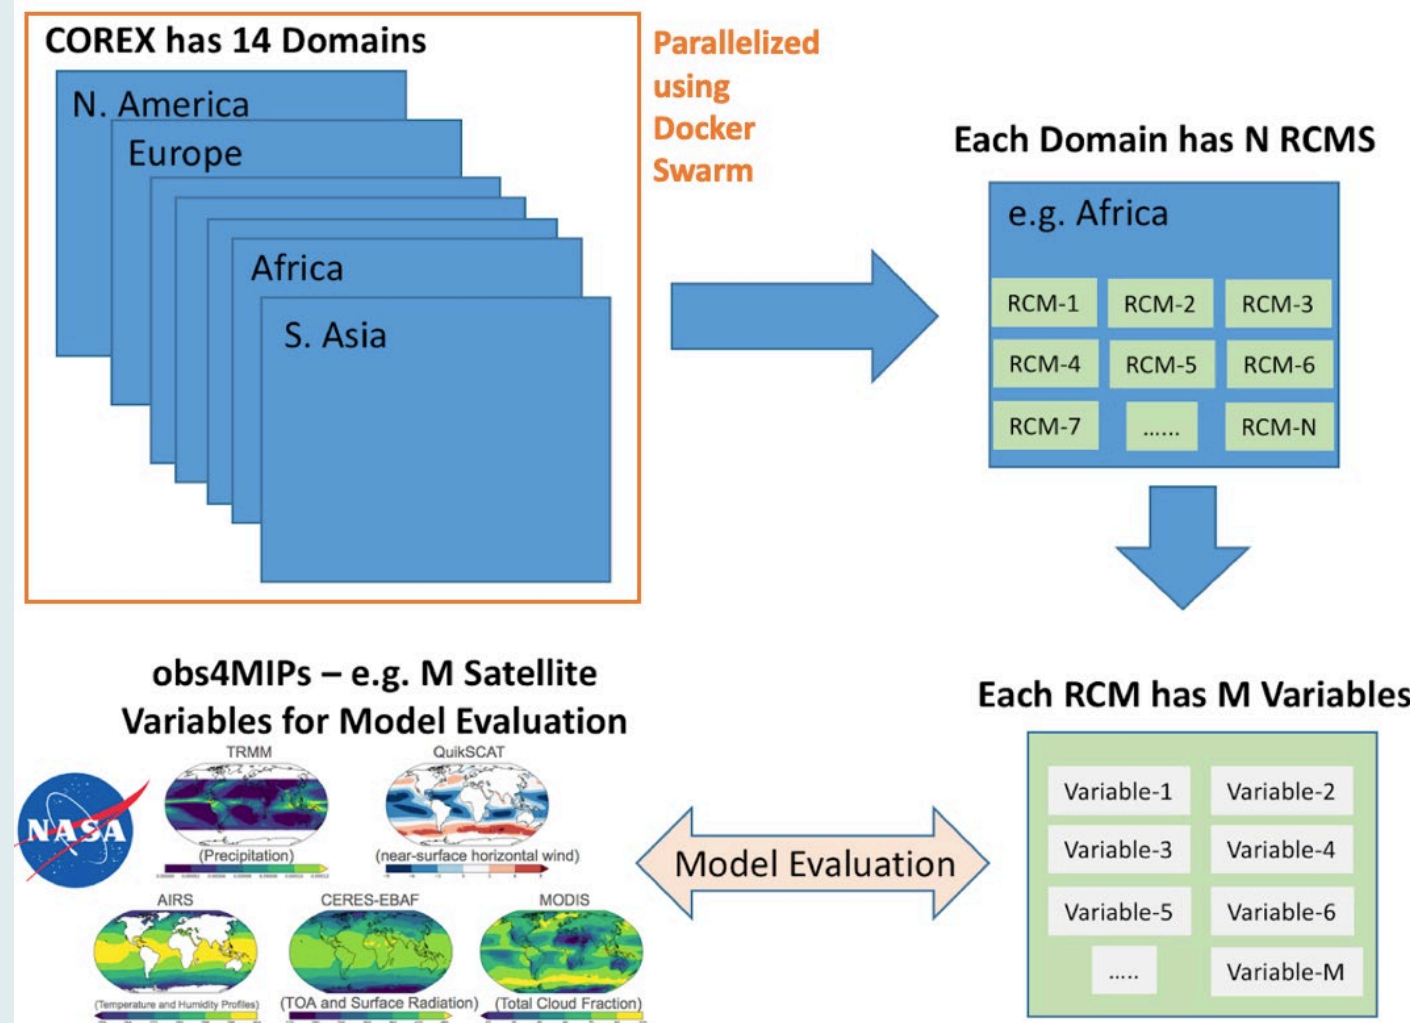 COREX has 14 Domains
N. America
Europe
Africa
S. Asia
Parallelized
using
Docker
Swarm
Each Domain has N RCMS
e.g. Africa
RCM-1 RCM-2 RCM-3
RCM-4 RCM-5 RCM-6
RCM-7 ...... RCM-N
Each RCM has M Variables
Variable-1 Variable-2
Variable-3 Variable-4
Variable-5 Variable-6
..... Variable-M
Model Evaluation
obs4MIPs – e.g. M Satellite
Variables for Model Evaluation
NASA
TRMM QuikSCAT
(Precipitation) (near-surface horizontal wind)
AIRS CERES-EBAF MODIS
(Temperature and Humidity Profiles) (TOA and Surface Radiation) (Total Cloud Fraction)